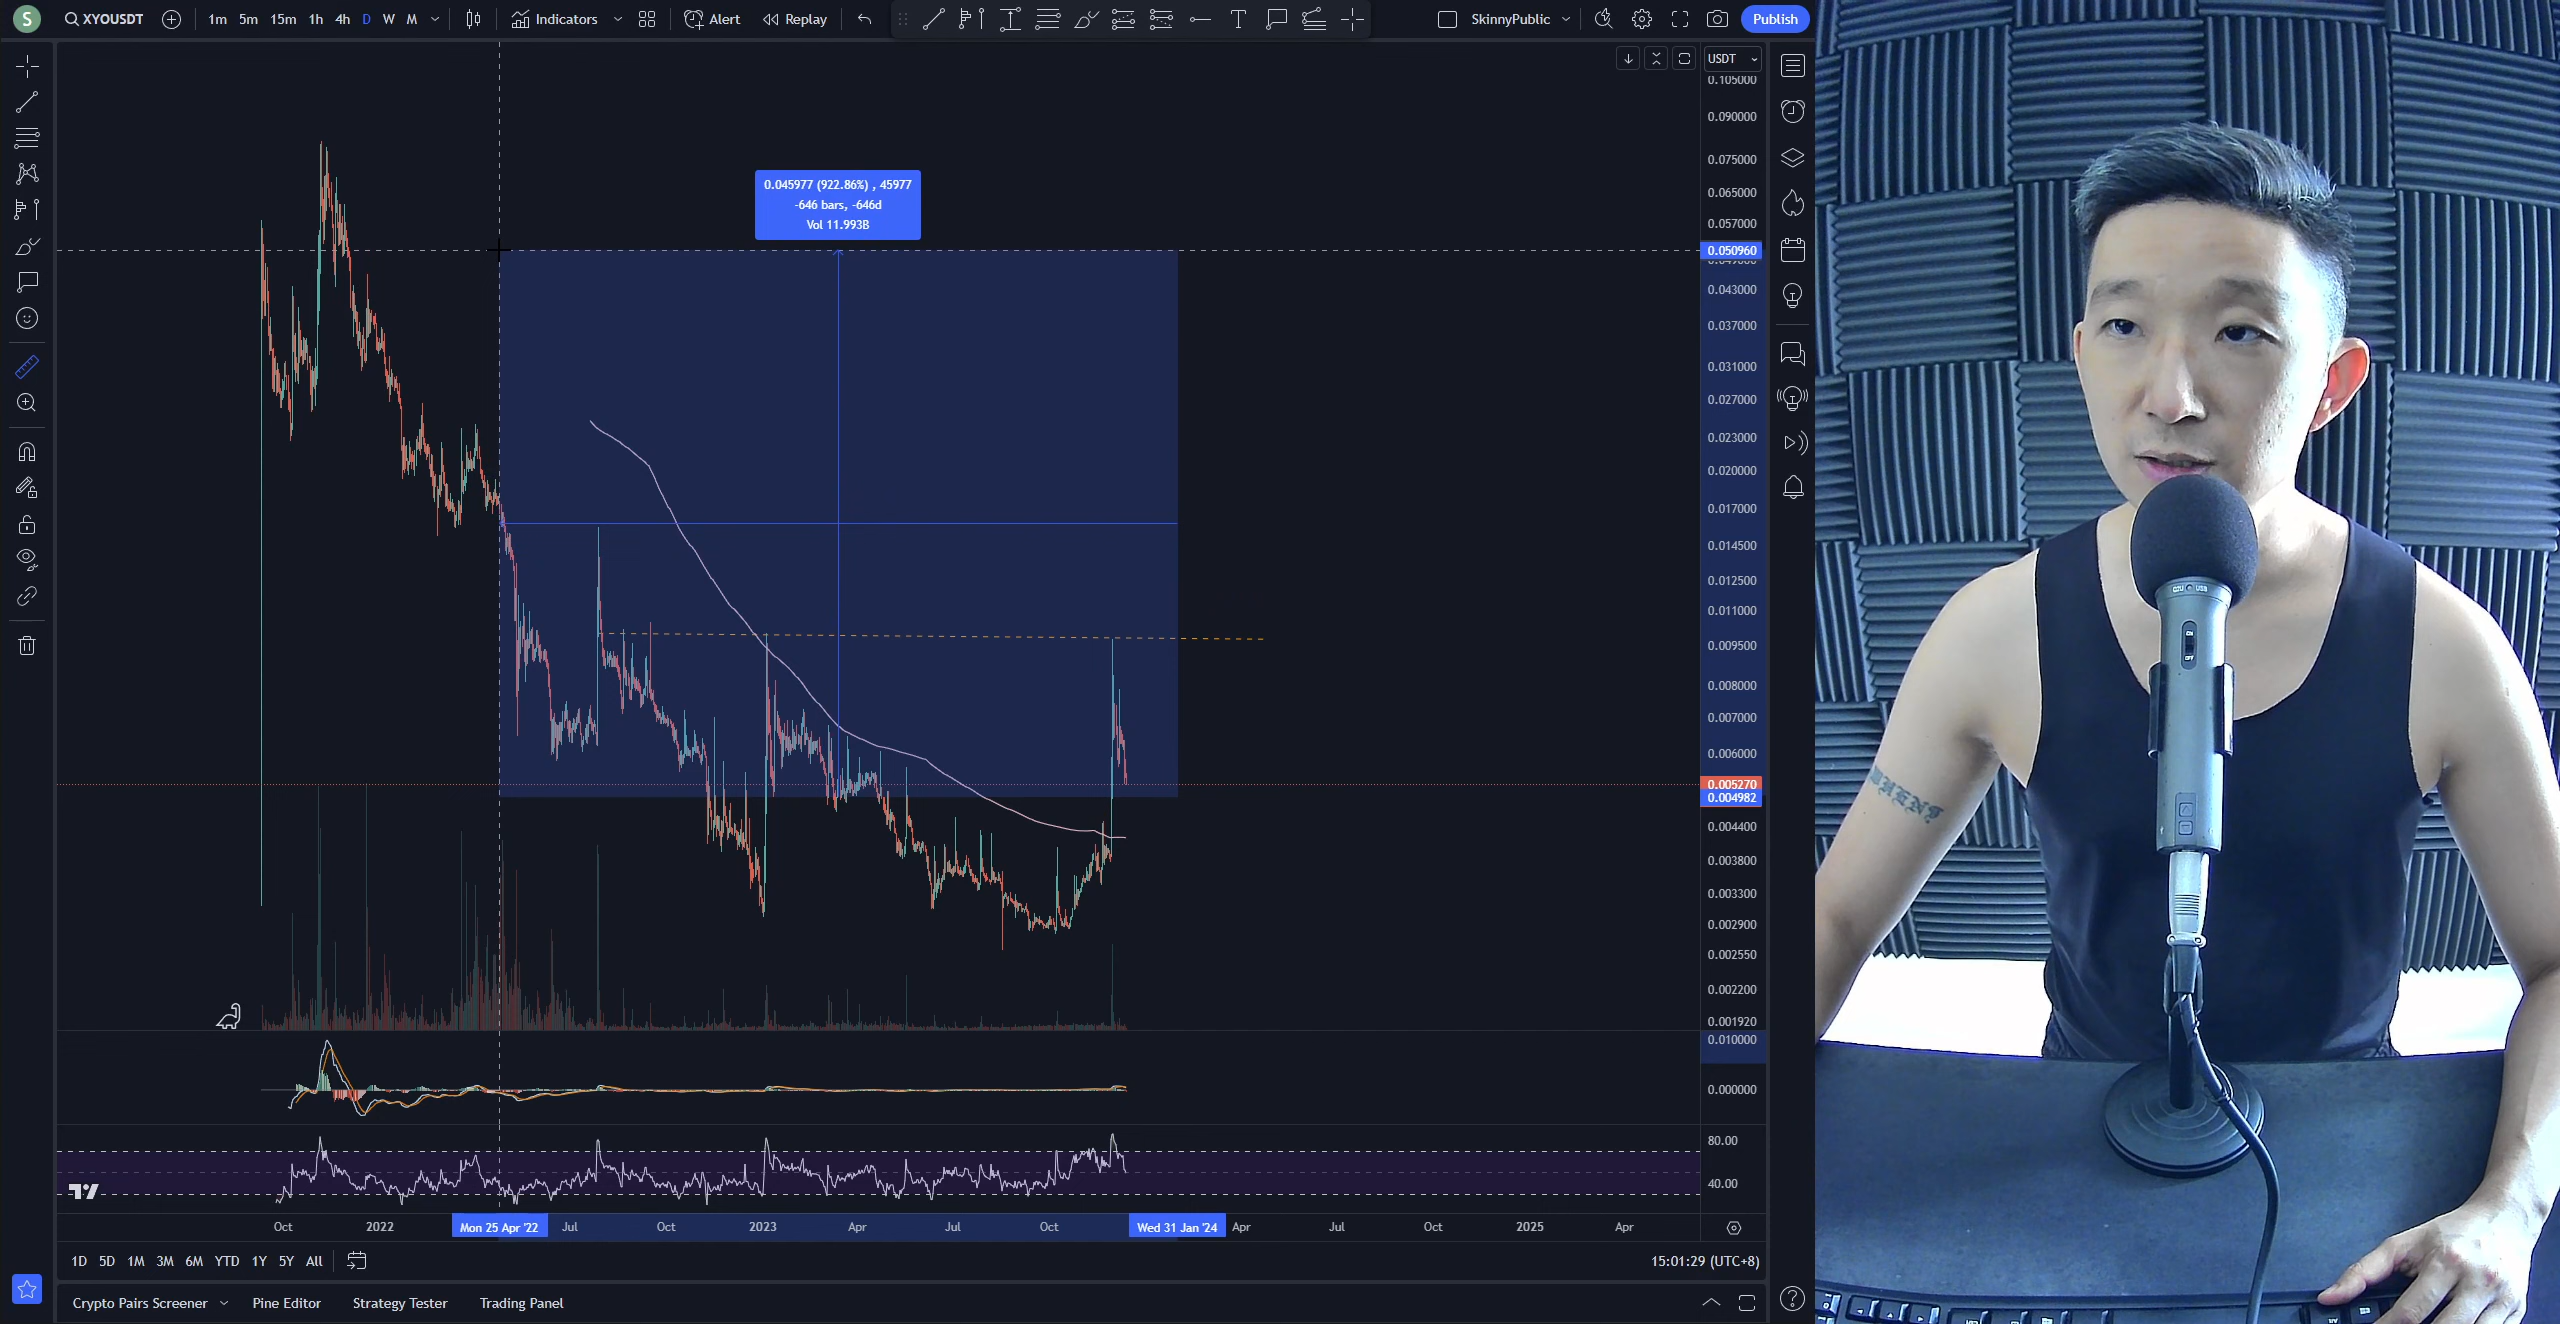 S
XYOUSDT
1m 5m 15m 1h 4h D W M
Indicators
Alert
Replay
SkinnyPublic
Publish
USDT
0.105000
0.090000
0.075000
0.065000
0.057000
0.050960
0.043000
0.037000
0.031000
0.027000
0.023000
0.020000
0.017000
0.014500
0.012500
0.011000
0.009500
0.008000
0.007000
0.006000
0.005270
0.004982
0.004400
0.003800
0.003300
0.002900
0.002550
0.002200
0.001920
0.010000
0.000000
80.00
40.00
0.045977 (922.86%) , 45977
-646 bars, -646d
Vol 11.993B
Oct 2022 Mon 25 Apr '22 Jul Oct 2023 Apr Jul Oct Wed 31 Jan '24 Apr Jul Oct 2025 Apr
1D 5D 1M 3M 6M YTD 1Y 5Y All
15:01:29 (UTC+8)
Crypto Pairs Screener
Pine Editor
Strategy Tester
Trading Panel